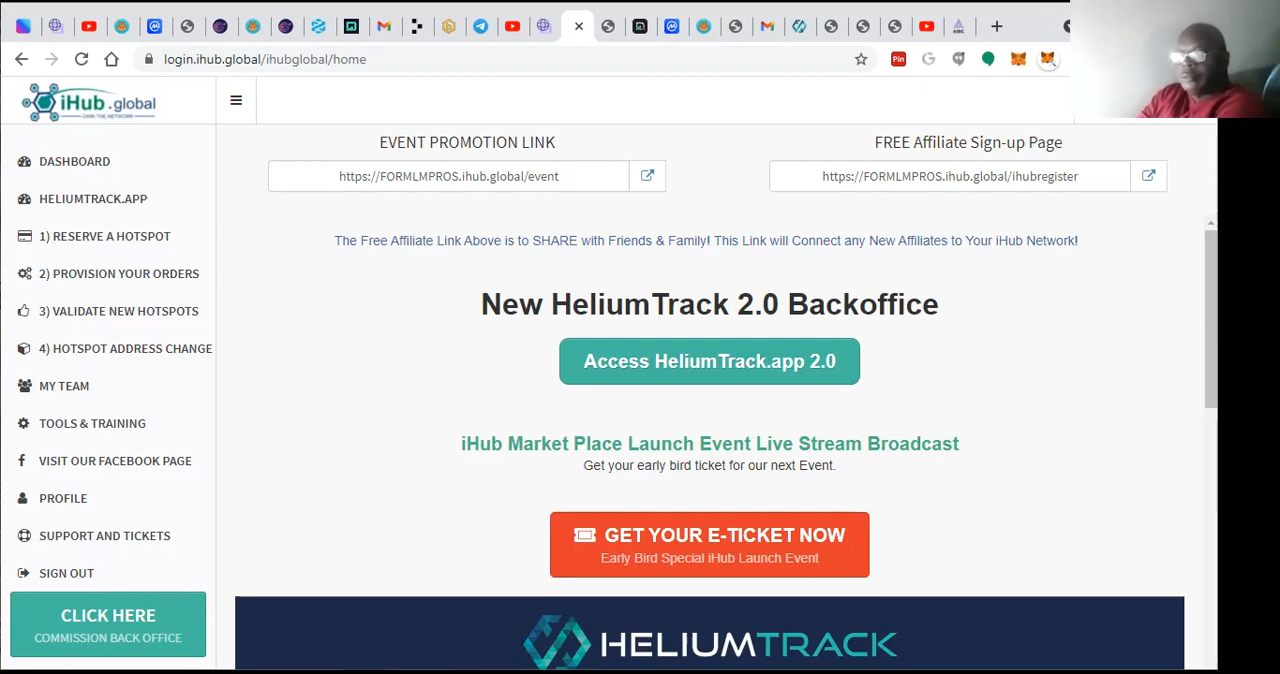 login.ihub.global/ihubglobal/home
Pin
G
iHub.global
OWN THE NETWORK
EVENT PROMOTION LINK
https://FORMLMPROS.ihub.global/event
FREE Affiliate Sign-up Page
https://FORMLMPROS.ihub.global/ihubregister
DASHBOARD
HELIUMTRACK.APP
1) RESERVE A HOTSPOT
2) PROVISION YOUR ORDERS
3) VALIDATE NEW HOTSPOTS
4) HOTSPOT ADDRESS CHANGE
MY TEAM
TOOLS & TRAINING
VISIT OUR FACEBOOK PAGE
PROFILE
SUPPORT AND TICKETS
SIGN OUT
CLICK HERE
COMMISSION BACK OFFICE
The Free Affiliate Link Above is to SHARE with Friends & Family! This Link will Connect any New Affiliates to Your iHub Network!
New HeliumTrack 2.0 Backoffice
Access HeliumTrack.app 2.0
iHub Market Place Launch Event Live Stream Broadcast
Get your early bird ticket for our next Event.
GET YOUR E-TICKET NOW
Early Bird Special iHub Launch Event
HELIUMTRACK